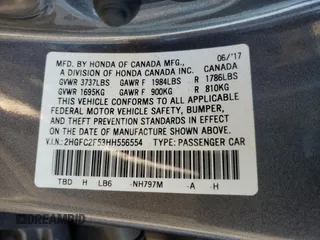 MFD. BY HONDA OF CANADA MFG., 06/'17
A DIVISION OF HONDA CANADA INC.
GVWR 3737LBS GAWR F 1984LBS R 1786LBS
GVWR 1695KG GAWR F 900KG R 810KG
THIS VEHICLE CONFORMS TO ALL APPLICABLE
FEDERAL MOTOR VEHICLE SAFETY, BUMPER,
AND THEFT PREVENTION STANDARDS IN EFFECT
ON THE DATE OF MANUFACTURE SHOWN ABOVE.
V.I.N.: 2HGFC2F53HH556554 TYPE: PASSENGER CAR
TBD H LB6 -NH797M -A -H
DREAMBID